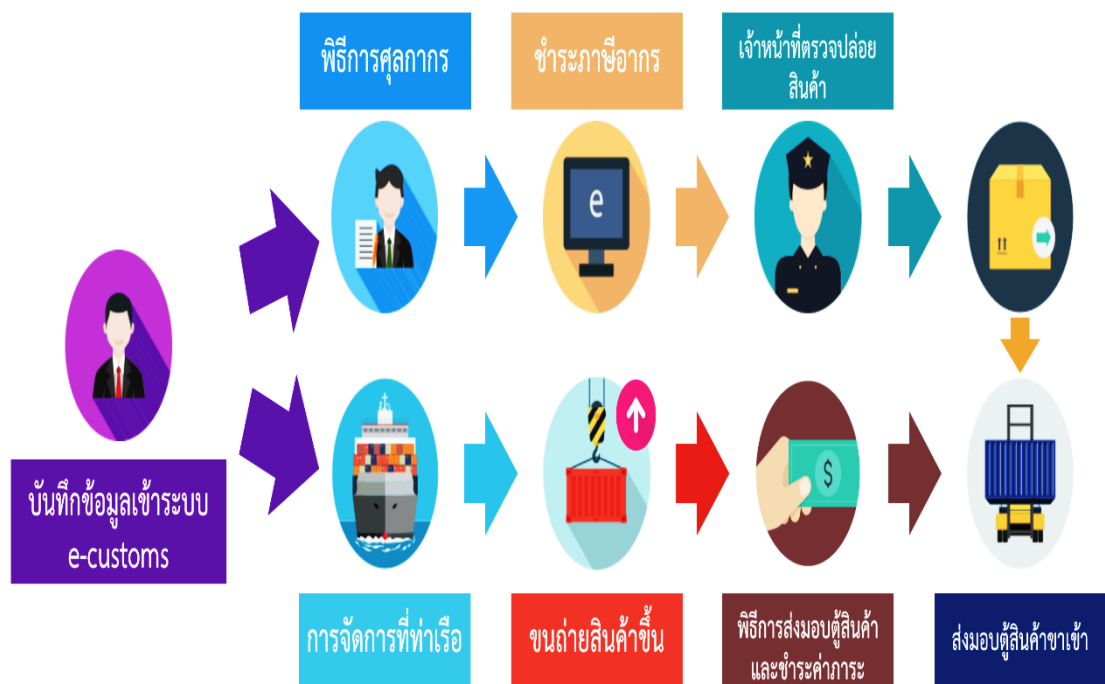 พิธีการศุลกากร
ชำระภาษีอากร
เจ้าหน้าที่ตรวจปล่อย
สินค้า
e
บันทึกข้อมูลเข้าระบบ
e-customs
$
การจัดการที่ท่าเรือ
ขนถ่ายสินค้าขึ้น
พิธีการส่งมอบตู้สินค้า
และชำระค่าภาระ
ส่งมอบตู้สินค้าขาเข้า